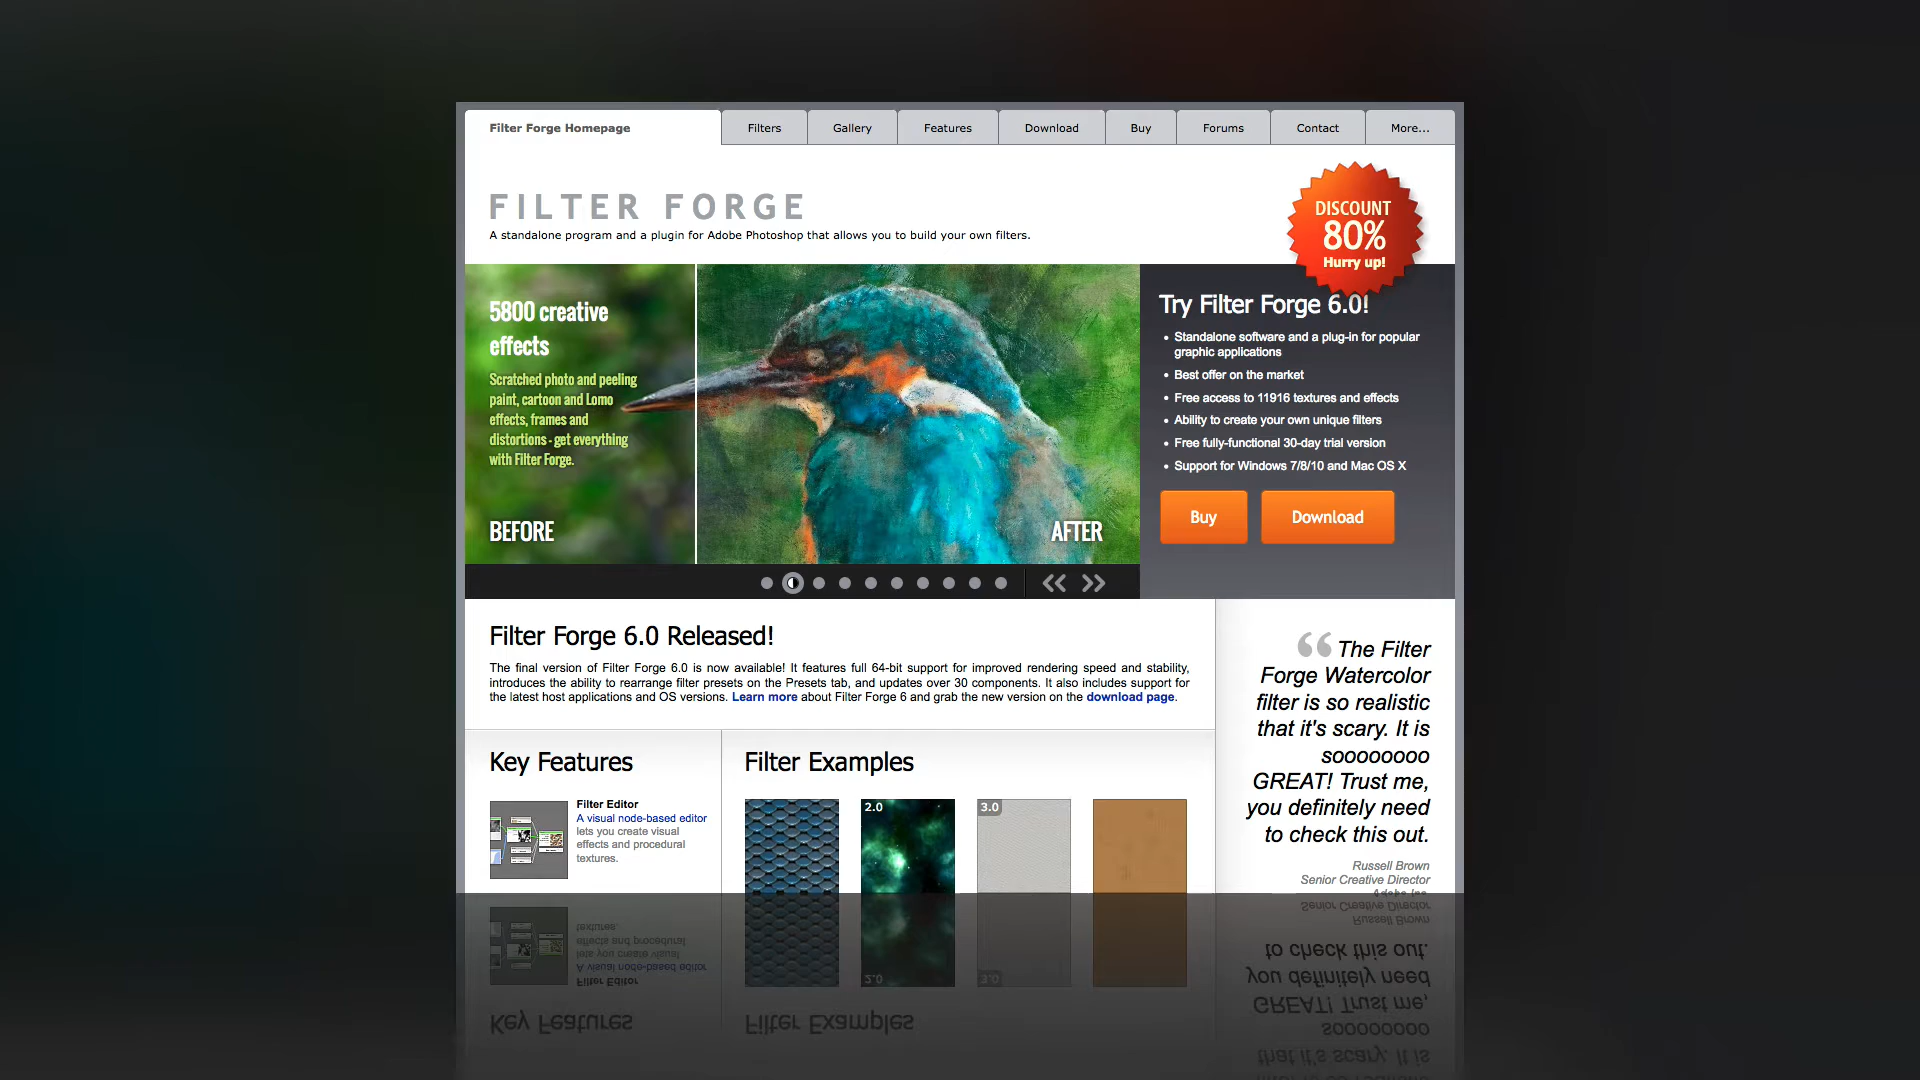 Filter Forge Homepage
Filters
Gallery
Features
Download
Buy
Forums
Contact
More...
FILTER FORGE
A standalone program and a plugin for Adobe Photoshop that allows you to build your own filters.
DISCOUNT
80%
Hurry up!
5800 creative
effects
Scratched photo and peeling
paint, cartoon and Lomo
effects, frames and
distortions - get everything
with Filter Forge.
BEFORE
AFTER
Try Filter Forge 6.0!
• Standalone software and a plug-in for popular
graphic applications
• Best offer on the market
• Free access to 11916 textures and effects
• Ability to create your own unique filters
• Free fully-functional 30-day trial version
• Support for Windows 7/8/10 and Mac OS X
Buy
Download
Filter Forge 6.0 Released!
The final version of Filter Forge 6.0 is now available! It features full 64-bit support for improved rendering speed and stability,
introduces the ability to rearrange filter presets on the Presets tab, and updates over 30 components. It also includes support for
the latest host applications and OS versions. Learn more about Filter Forge 6 and grab the new version on the download page.
Key Features
Filter Editor
A visual node-based editor
lets you create visual
effects and procedural
textures.
Filter Examples
2.0
3.0
“ The Filter
Forge Watercolor
filter is so realistic
that it's scary. It is
soooooooo
GREAT! Trust me,
you definitely need
to check this out.
Russell Brown
Senior Creative Director